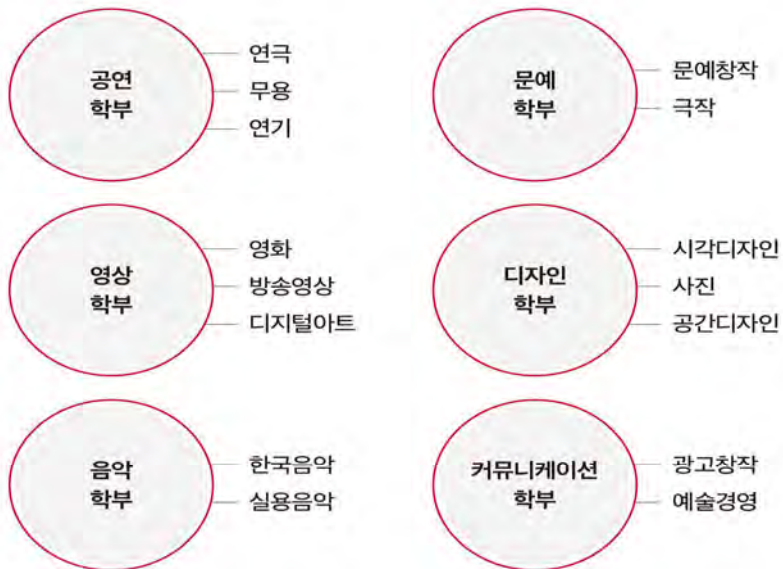 공연
학부
연극
무용
연기
문예
학부
문예창작
극작
영상
학부
영화
방송영상
디지털아트
디자인
학부
시각디자인
사진
공간디자인
음악
학부
한국음악
실용음악
커뮤니케이션
학부
광고창작
예술경영